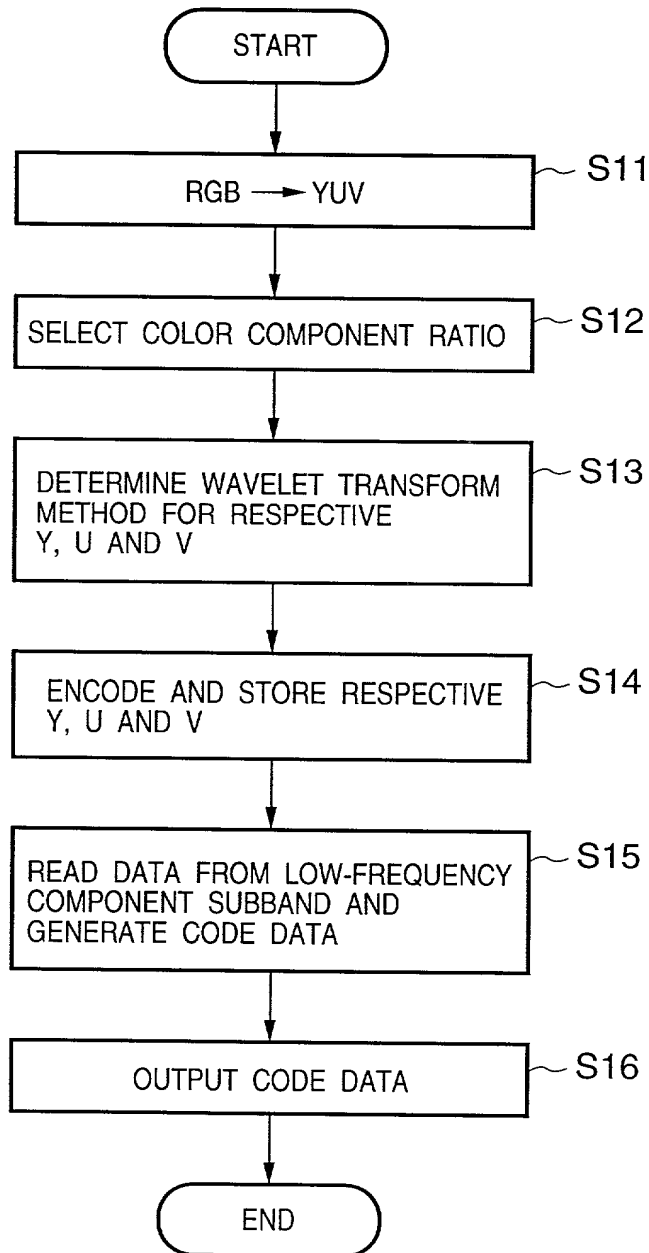 START
RGB → YUV
S11
SELECT COLOR COMPONENT RATIO
S12
DETERMINE WAVELET TRANSFORM
METHOD FOR RESPECTIVE
Y, U AND V
S13
ENCODE AND STORE RESPECTIVE
Y, U AND V
S14
READ DATA FROM LOW-FREQUENCY
COMPONENT SUBBAND AND
GENERATE CODE DATA
S15
OUTPUT CODE DATA
S16
END